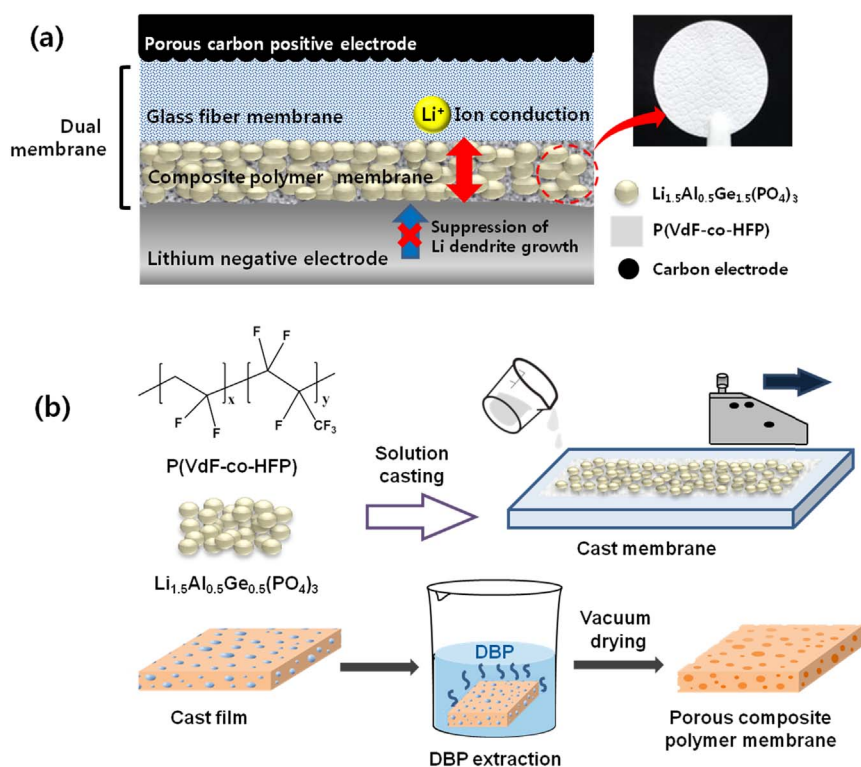 (a)
Porous carbon positive electrode
Dual
membrane
Glass fiber membrane
Li⁺
Ion conduction
Composite polymer membrane
Suppression of
Li dendrite growth
Lithium negative electrode
Li₁.₅Al₀.₅Ge₁.₅(PO₄)₃
P(VdF-co-HFP)
Carbon electrode
(b)
F
F
F
F
x
F
F
CF₃
y
P(VdF-co-HFP)
Li₁.₅Al₀.₅Ge₀.₅(PO₄)₃
Solution
casting
Cast membrane
Cast film
DBP
DBP extraction
Vacuum
drying
Porous composite
polymer membrane